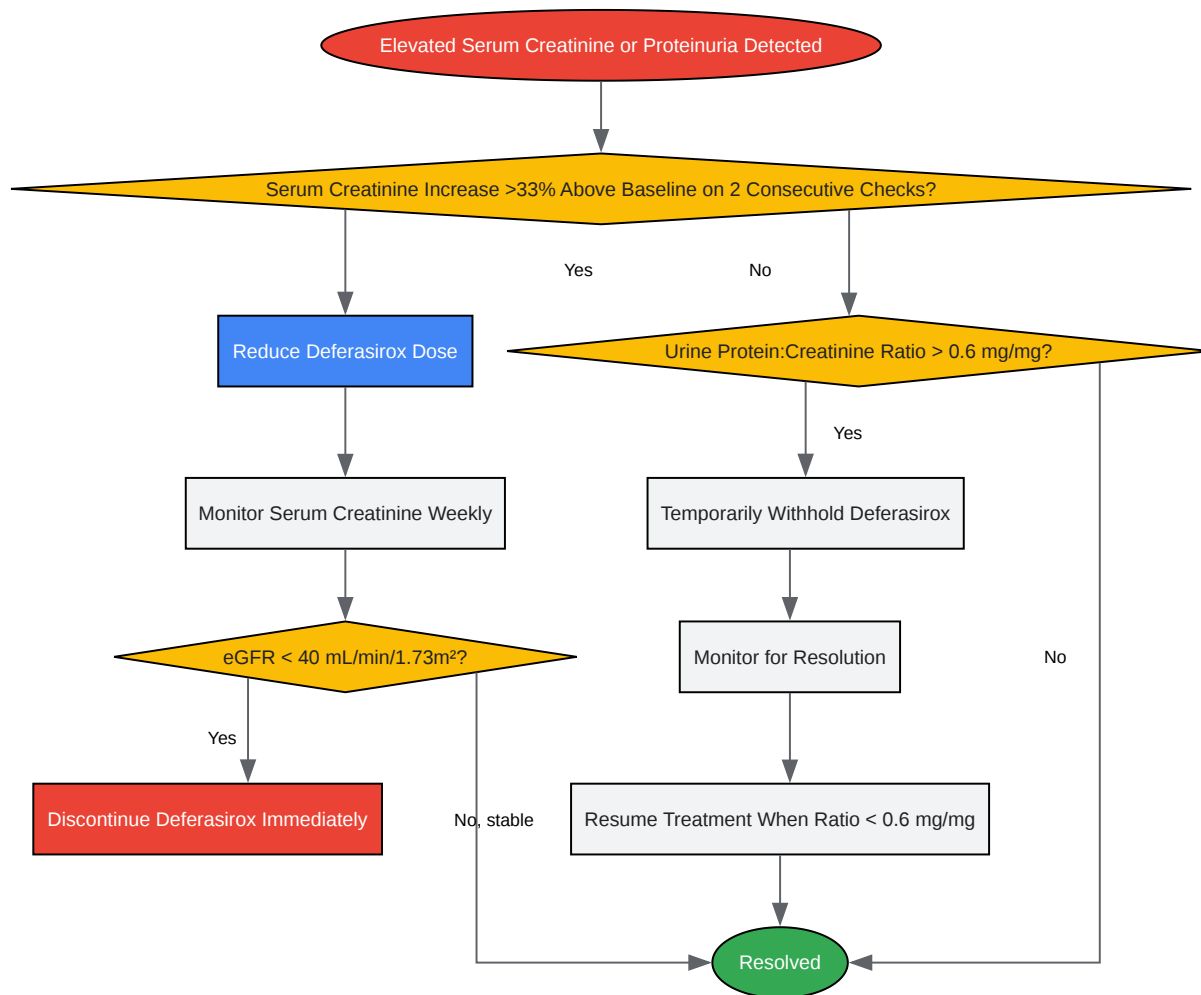 Elevated Serum Creatinine or Proteinuria Detected
Serum Creatinine Increase >33% Above Baseline on 2 Consecutive Checks?
Yes
No
Reduce Deferasirox Dose
Urine Protein:Creatinine Ratio > 0.6 mg/mg?
Yes
Monitor Serum Creatinine Weekly
Temporarily Withhold Deferasirox
eGFR < 40 mL/min/1.73m²?
Monitor for Resolution
No
Yes
Discontinue Deferasirox Immediately
No, stable
Resume Treatment When Ratio < 0.6 mg/mg
Resolved